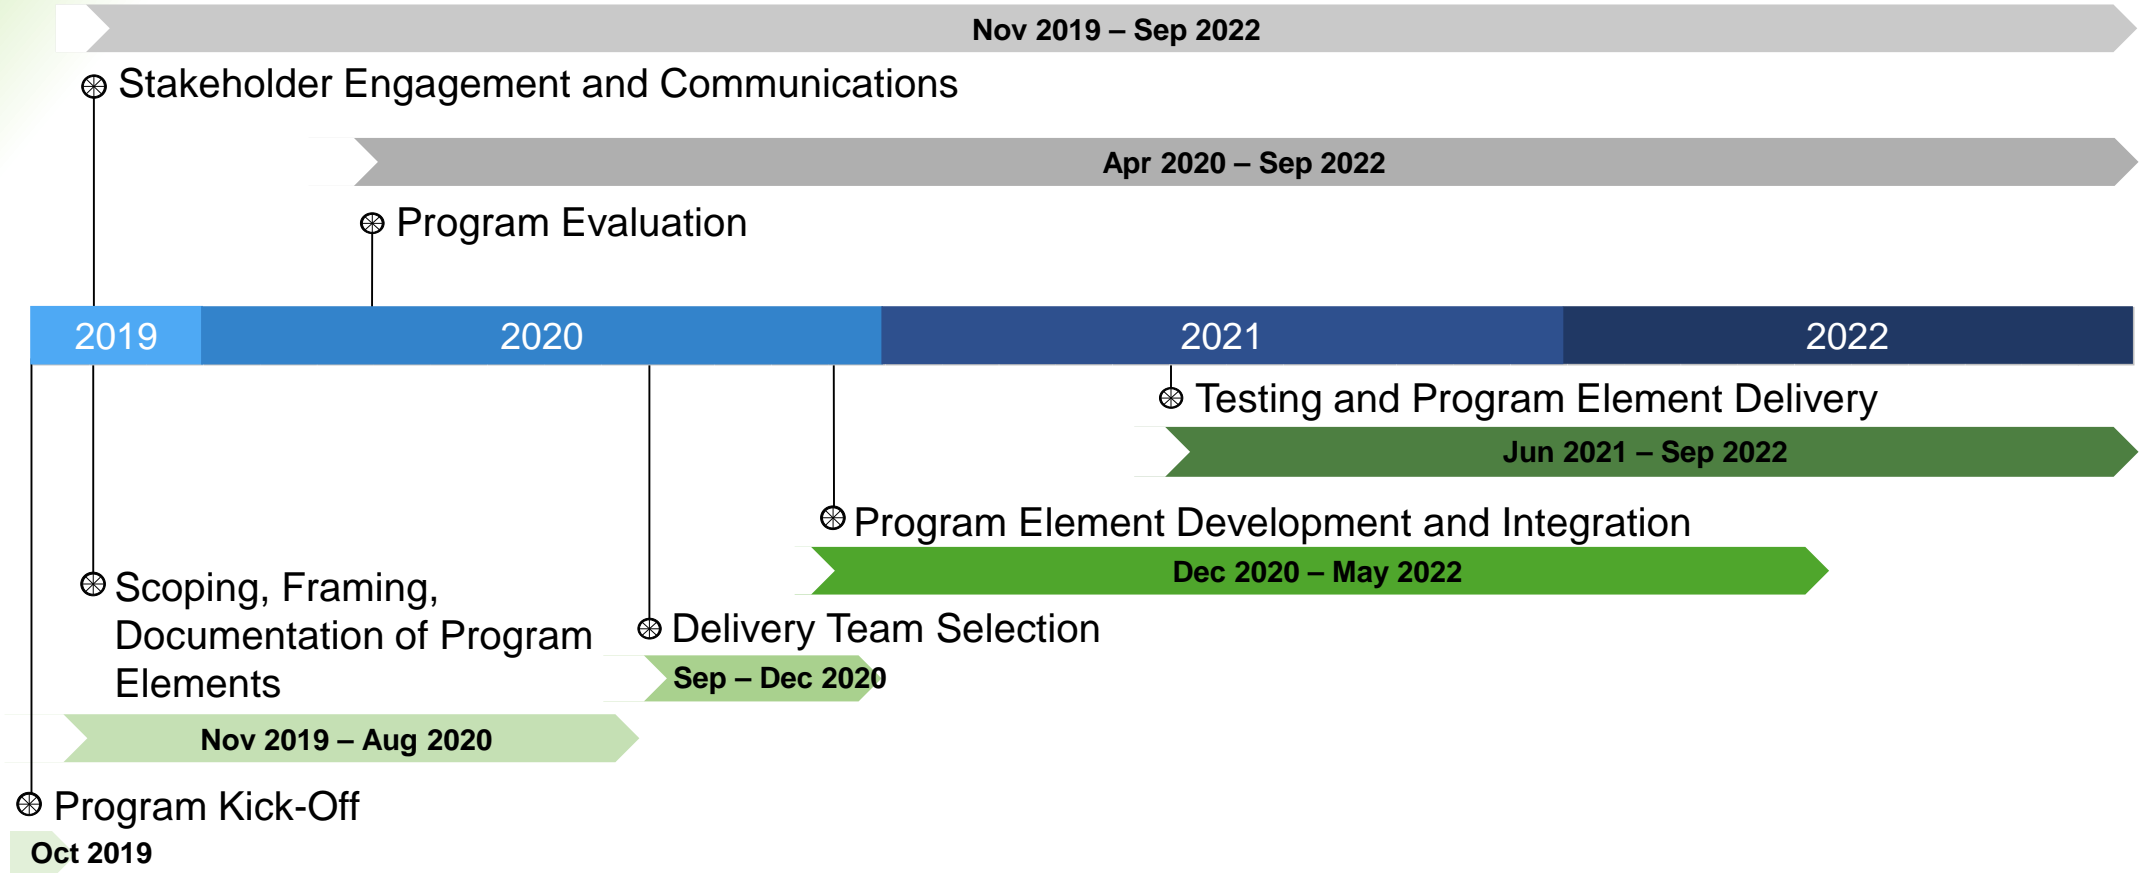 Nov 2019 – Sep 2022
Stakeholder Engagement and Communications
Apr 2020 – Sep 2022
Program Evaluation
2019
2020
2021
2022
Testing and Program Element Delivery
Jun 2021 – Sep 2022
Program Element Development and Integration
Dec 2020 – May 2022
Scoping, Framing,
Documentation of Program
Elements
Delivery Team Selection
Sep – Dec 2020
Nov 2019 – Aug 2020
Program Kick-Off
Oct 2019